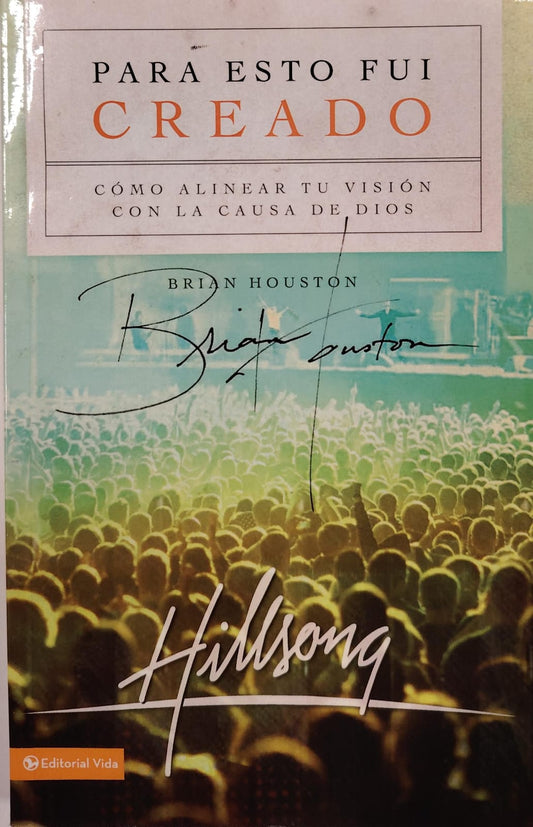 PARA ESTO FUI
CREADO
CÓMO ALINEAR TU VISIÓN
CON LA CAUSA DE DIOS
BRIAN HOUSTON
Brian Houston
Hillsong
Editorial Vida